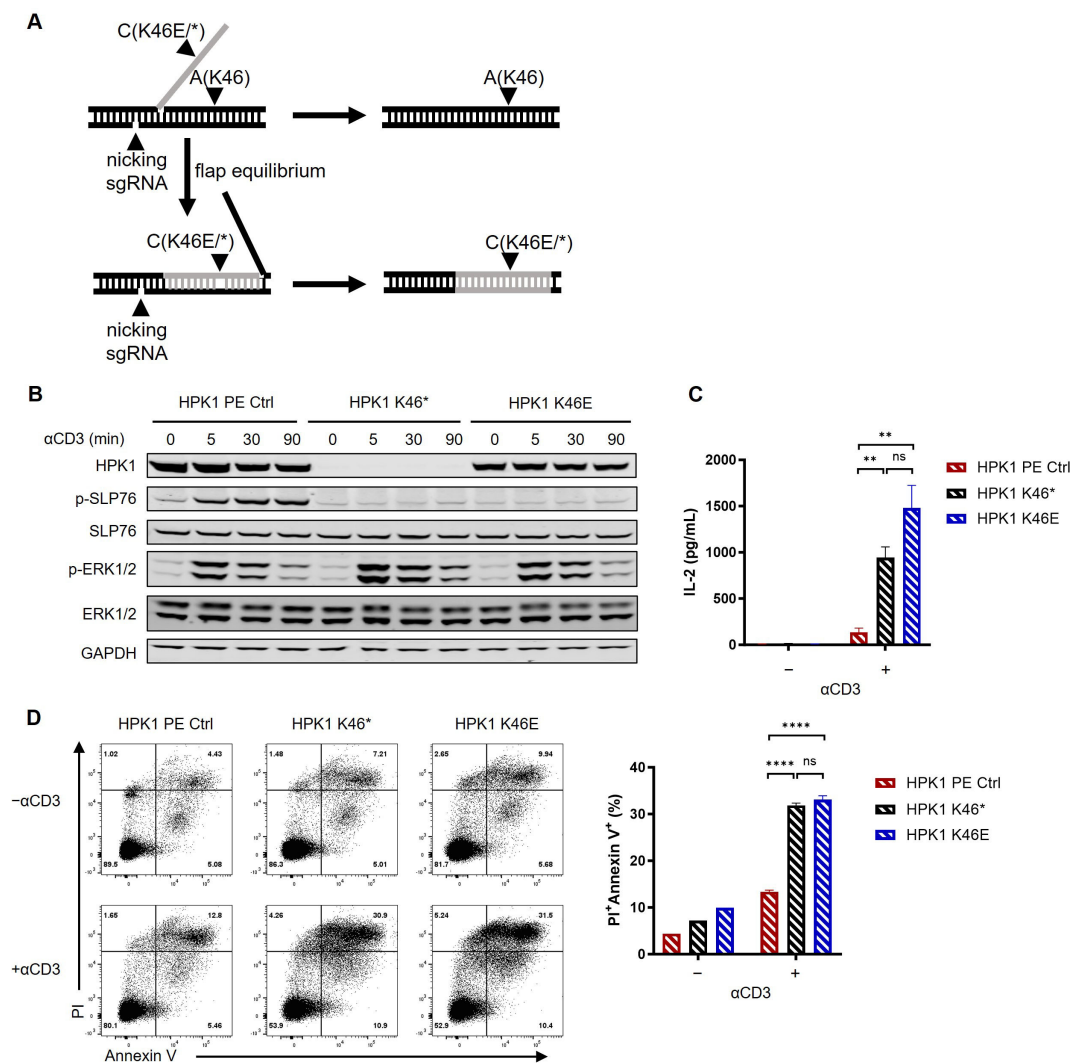 A
C(K46E/*)
A(K46)
A(K46)
nicking
sgRNA
flap equilibrium
C(K46E/*)
C(K46E/*)
nicking
sgRNA
B
HPK1 PE Ctrl HPK1 K46* HPK1 K46E
αCD3 (min) 0 5 30 90 0 5 30 90 0 5 30 90
HPK1
p-SLP76
SLP76
p-ERK1/2
ERK1/2
GAPDH
C
IL-2 (pg/mL)
2000
1500
1000
500
0
** 
** ns
− +
αCD3
HPK1 PE Ctrl
HPK1 K46*
HPK1 K46E
D
HPK1 PE Ctrl HPK1 K46* HPK1 K46E
−αCD3
1.02 4.43
89.5 5.08
1.48 7.21
86.3 5.01
2.65 9.94
81.7 5.68
+αCD3
1.65 12.8
80.1 5.46
4.26 30.9
53.9 10.9
5.24 31.5
52.9 10.4
PI
Annexin V
PI+Annexin V+ (%)
40
30
20
10
0
****
**** ns
− +
αCD3
HPK1 PE Ctrl
HPK1 K46*
HPK1 K46E